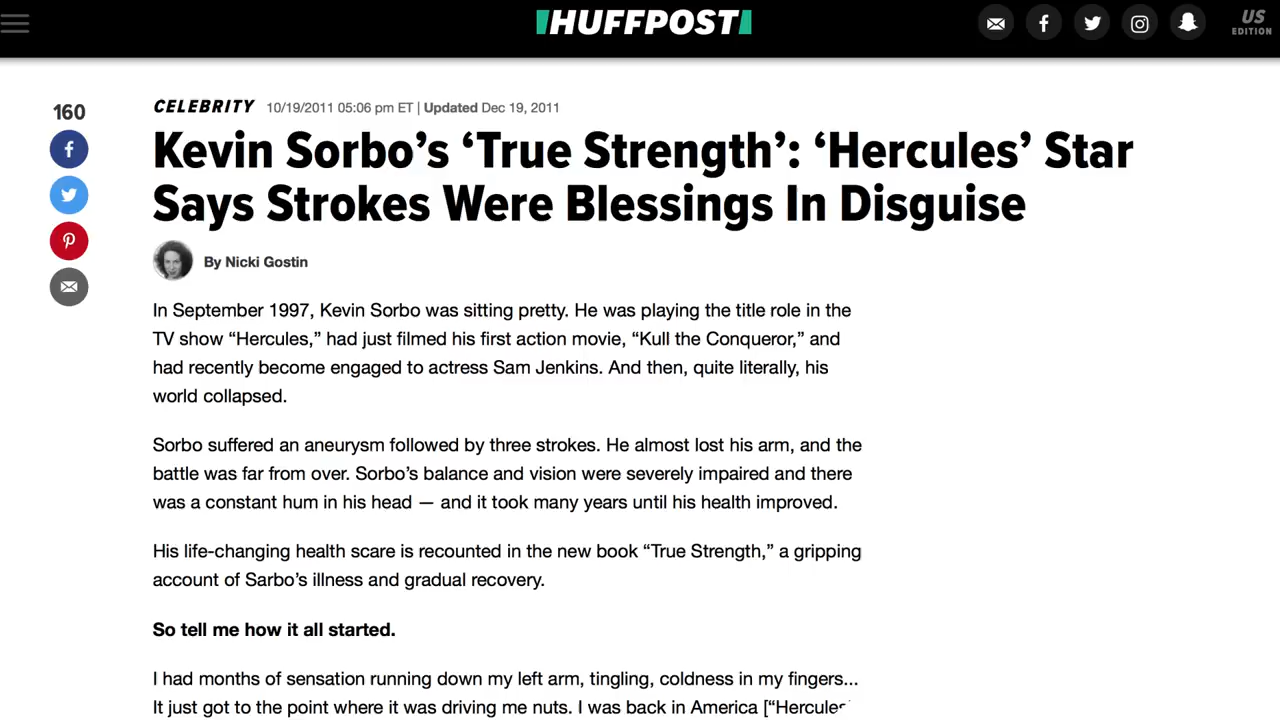 HUFFPOST
US
EDITION
160
CELEBRITY 10/19/2011 05:06 pm ET | Updated Dec 19, 2011
Kevin Sorbo’s ‘True Strength’: ‘Hercules’ Star
Says Strokes Were Blessings In Disguise
By Nicki Gostin
In September 1997, Kevin Sorbo was sitting pretty. He was playing the title role in the
TV show “Hercules,” had just filmed his first action movie, “Kull the Conqueror,” and
had recently become engaged to actress Sam Jenkins. And then, quite literally, his
world collapsed.
Sorbo suffered an aneurysm followed by three strokes. He almost lost his arm, and the
battle was far from over. Sorbo’s balance and vision were severely impaired and there
was a constant hum in his head — and it took many years until his health improved.
His life-changing health scare is recounted in the new book “True Strength,” a gripping
account of Sarbo’s illness and gradual recovery.
So tell me how it all started.
I had months of sensation running down my left arm, tingling, coldness in my fingers...
It just got to the point where it was driving me nuts. I was back in America [“Hercules